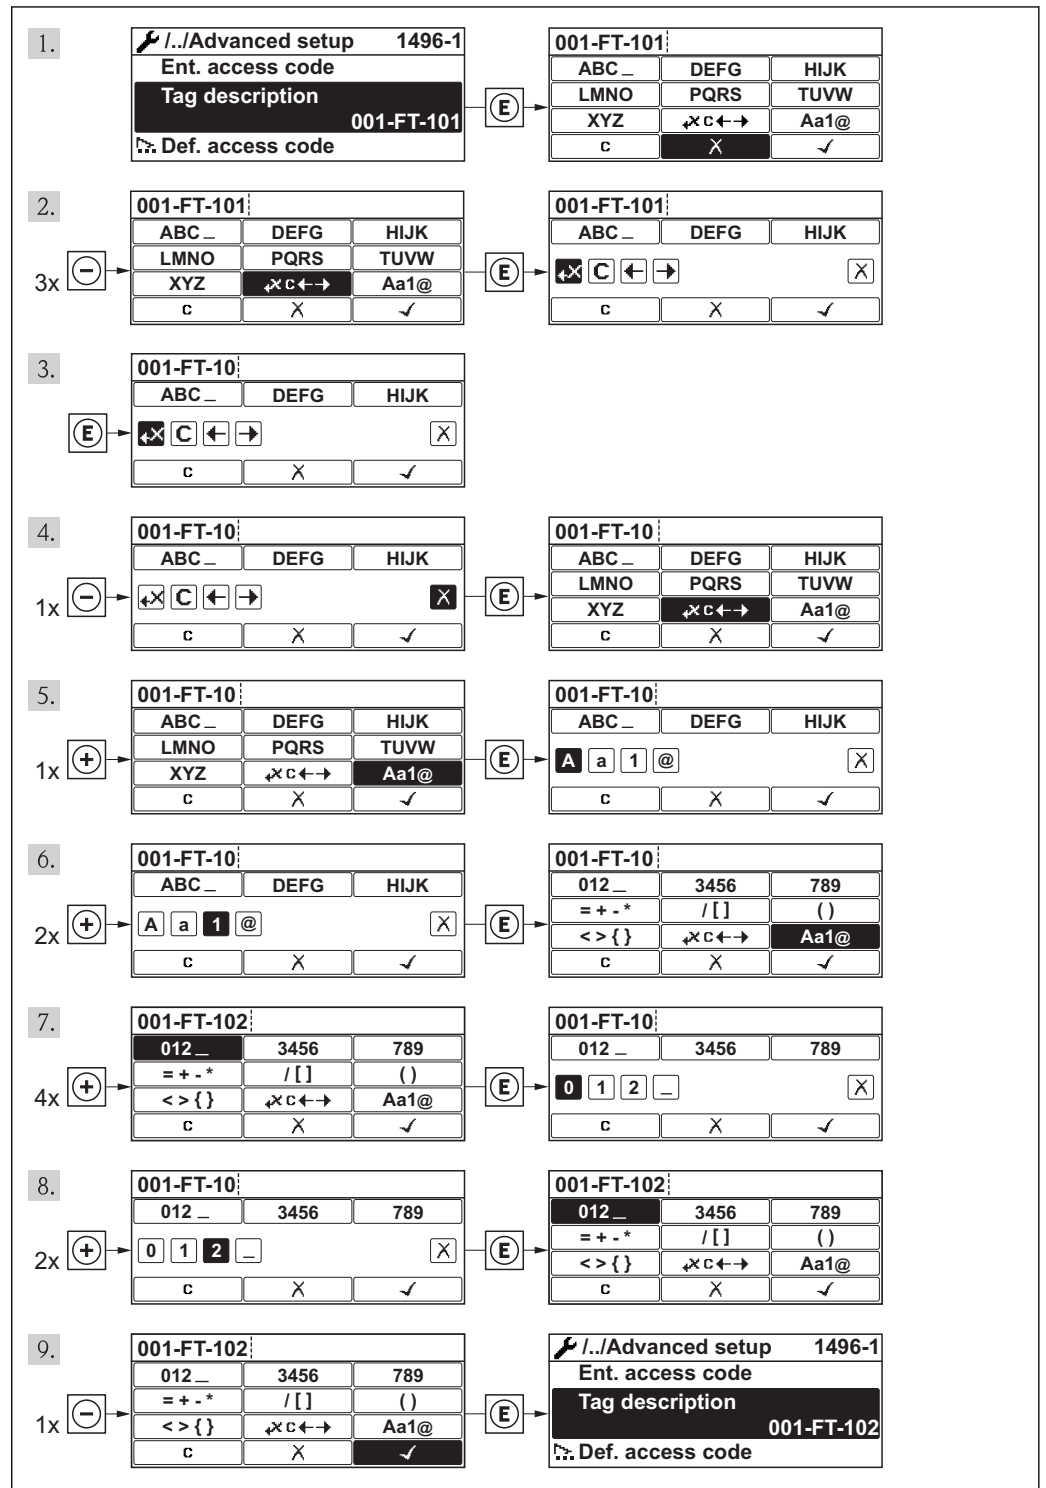 1.
/../Advanced setup 1496-1
Ent. access code
Tag description
001-FT-101
Def. access code
E
001-FT-101
ABC_ DEFG HIJK
LMNO PQRS TUVW
XYZ C←→ Aa1@
C X ✓
2.
3x −
001-FT-101
ABC_ DEFG HIJK
LMNO PQRS TUVW
XYZ C←→ Aa1@
C X ✓
E
001-FT-101
ABC_ DEFG HIJK
C ← → X
C X ✓
3.
E
001-FT-10
ABC_ DEFG HIJK
C ← → X
C X ✓
4.
1x −
001-FT-10
ABC_ DEFG HIJK
C ← → X
C X ✓
E
001-FT-10
ABC_ DEFG HIJK
LMNO PQRS TUVW
XYZ C←→ Aa1@
C X ✓
5.
1x +
001-FT-10
ABC_ DEFG HIJK
LMNO PQRS TUVW
XYZ C←→ Aa1@
C X ✓
E
001-FT-10
ABC_ DEFG HIJK
A a 1 @ X
C X ✓
6.
2x +
001-FT-10
ABC_ DEFG HIJK
A a 1 @ X
C X ✓
E
001-FT-10
012_ 3456 789
= + - * / [ ] ( )
< > { } C←→ Aa1@
C X ✓
7.
4x +
001-FT-102
012_ 3456 789
= + - * / [ ] ( )
< > { } C←→ Aa1@
C X ✓
E
001-FT-10
012 _ 3456 789
0 1 2 _ X
C X ✓
8.
2x +
001-FT-10
012 _ 3456 789
0 1 2 _ X
C X ✓
E
001-FT-102
012_ 3456 789
= + - * / [ ] ( )
< > { } C←→ Aa1@
C X ✓
9.
1x −
001-FT-102
012_ 3456 789
= + - * / [ ] ( )
< > { } C←→ Aa1@
C X ✓
E
/../Advanced setup 1496-1
Ent. access code
Tag description
001-FT-102
Def. access code